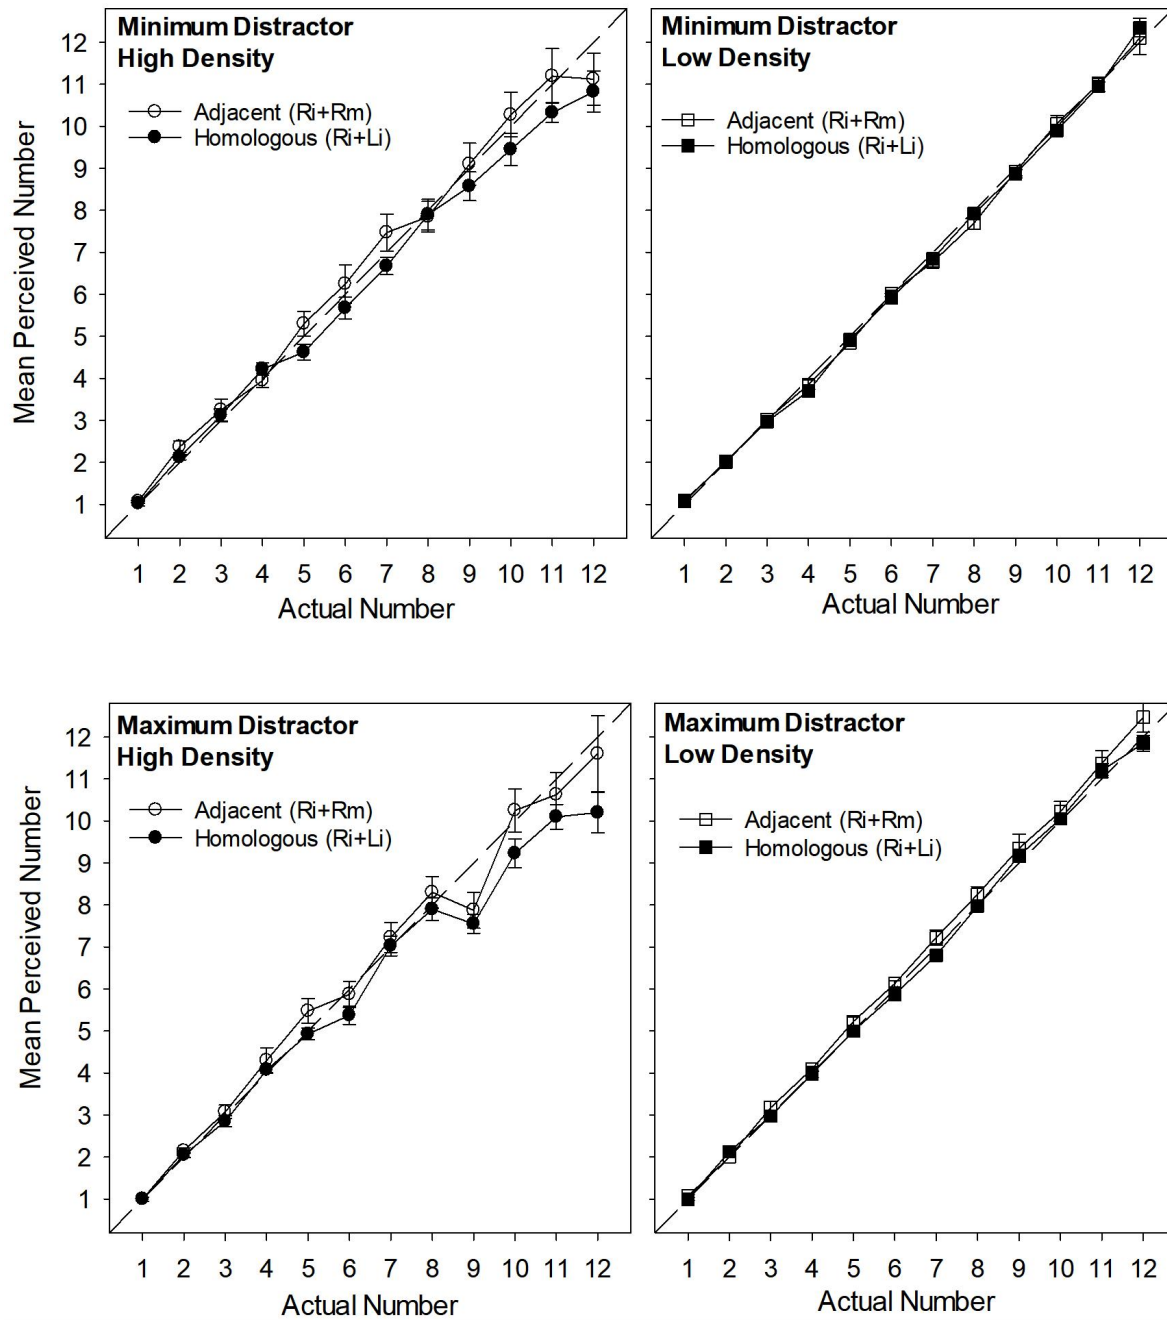 Minimum Distractor
High Density
Adjacent (Ri+Rm)
Homologous (Ri+Li)
12
11
10
9
8
7
6
5
4
3
2
1
Mean Perceived Number
1 2 3 4 5 6 7 8 9 10 11 12
Actual Number
Minimum Distractor
Low Density
Adjacent (Ri+Rm)
Homologous (Ri+Li)
1 2 3 4 5 6 7 8 9 10 11 12
Actual Number
Maximum Distractor
High Density
Adjacent (Ri+Rm)
Homologous (Ri+Li)
12
11
10
9
8
7
6
5
4
3
2
1
Mean Perceived Number
1 2 3 4 5 6 7 8 9 10 11 12
Actual Number
Maximum Distractor
Low Density
Adjacent (Ri+Rm)
Homologous (Ri+Li)
1 2 3 4 5 6 7 8 9 10 11 12
Actual Number